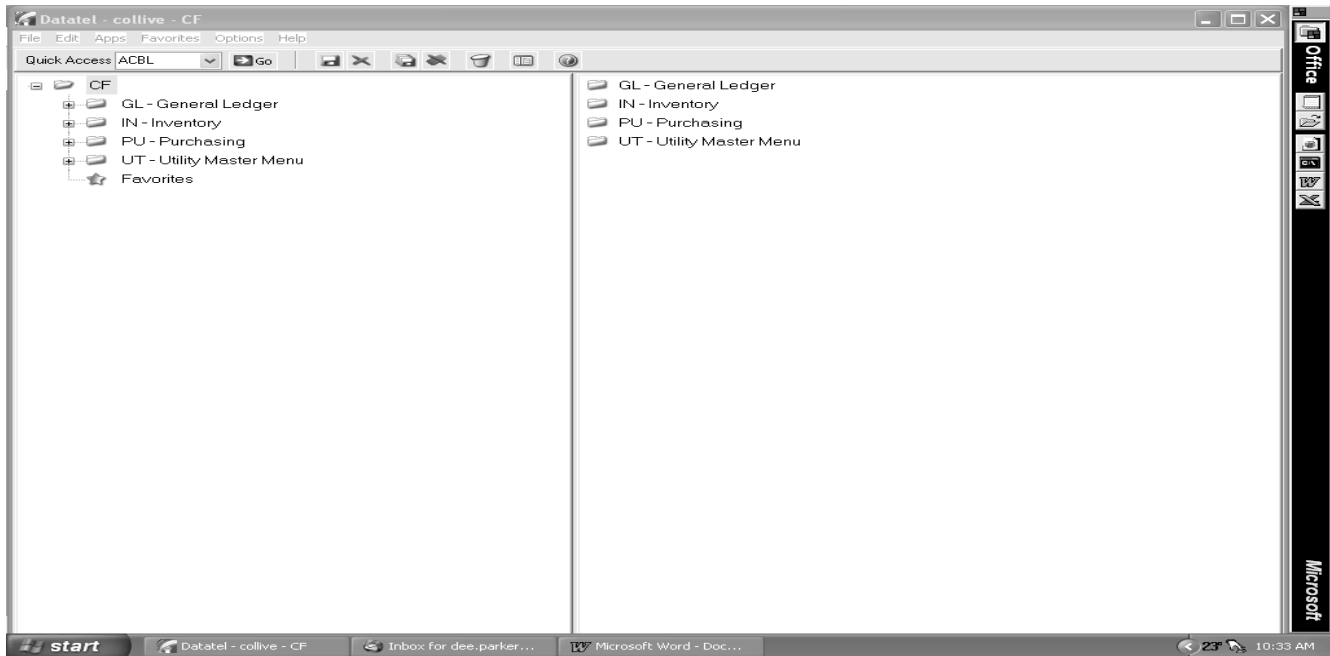 Datatel - collive - CF
File Edit Apps Favorites Options Help
Quick Access ACBL Go
CF
GL - General Ledger
IN - Inventory
PU - Purchasing
UT - Utility Master Menu
Favorites
GL - General Ledger
IN - Inventory
PU - Purchasing
UT - Utility Master Menu
Office
Microsoft
start
Datatel - collive - CF
Inbox for dee.parker...
Microsoft Word - Doc...
23°
10:33 AM